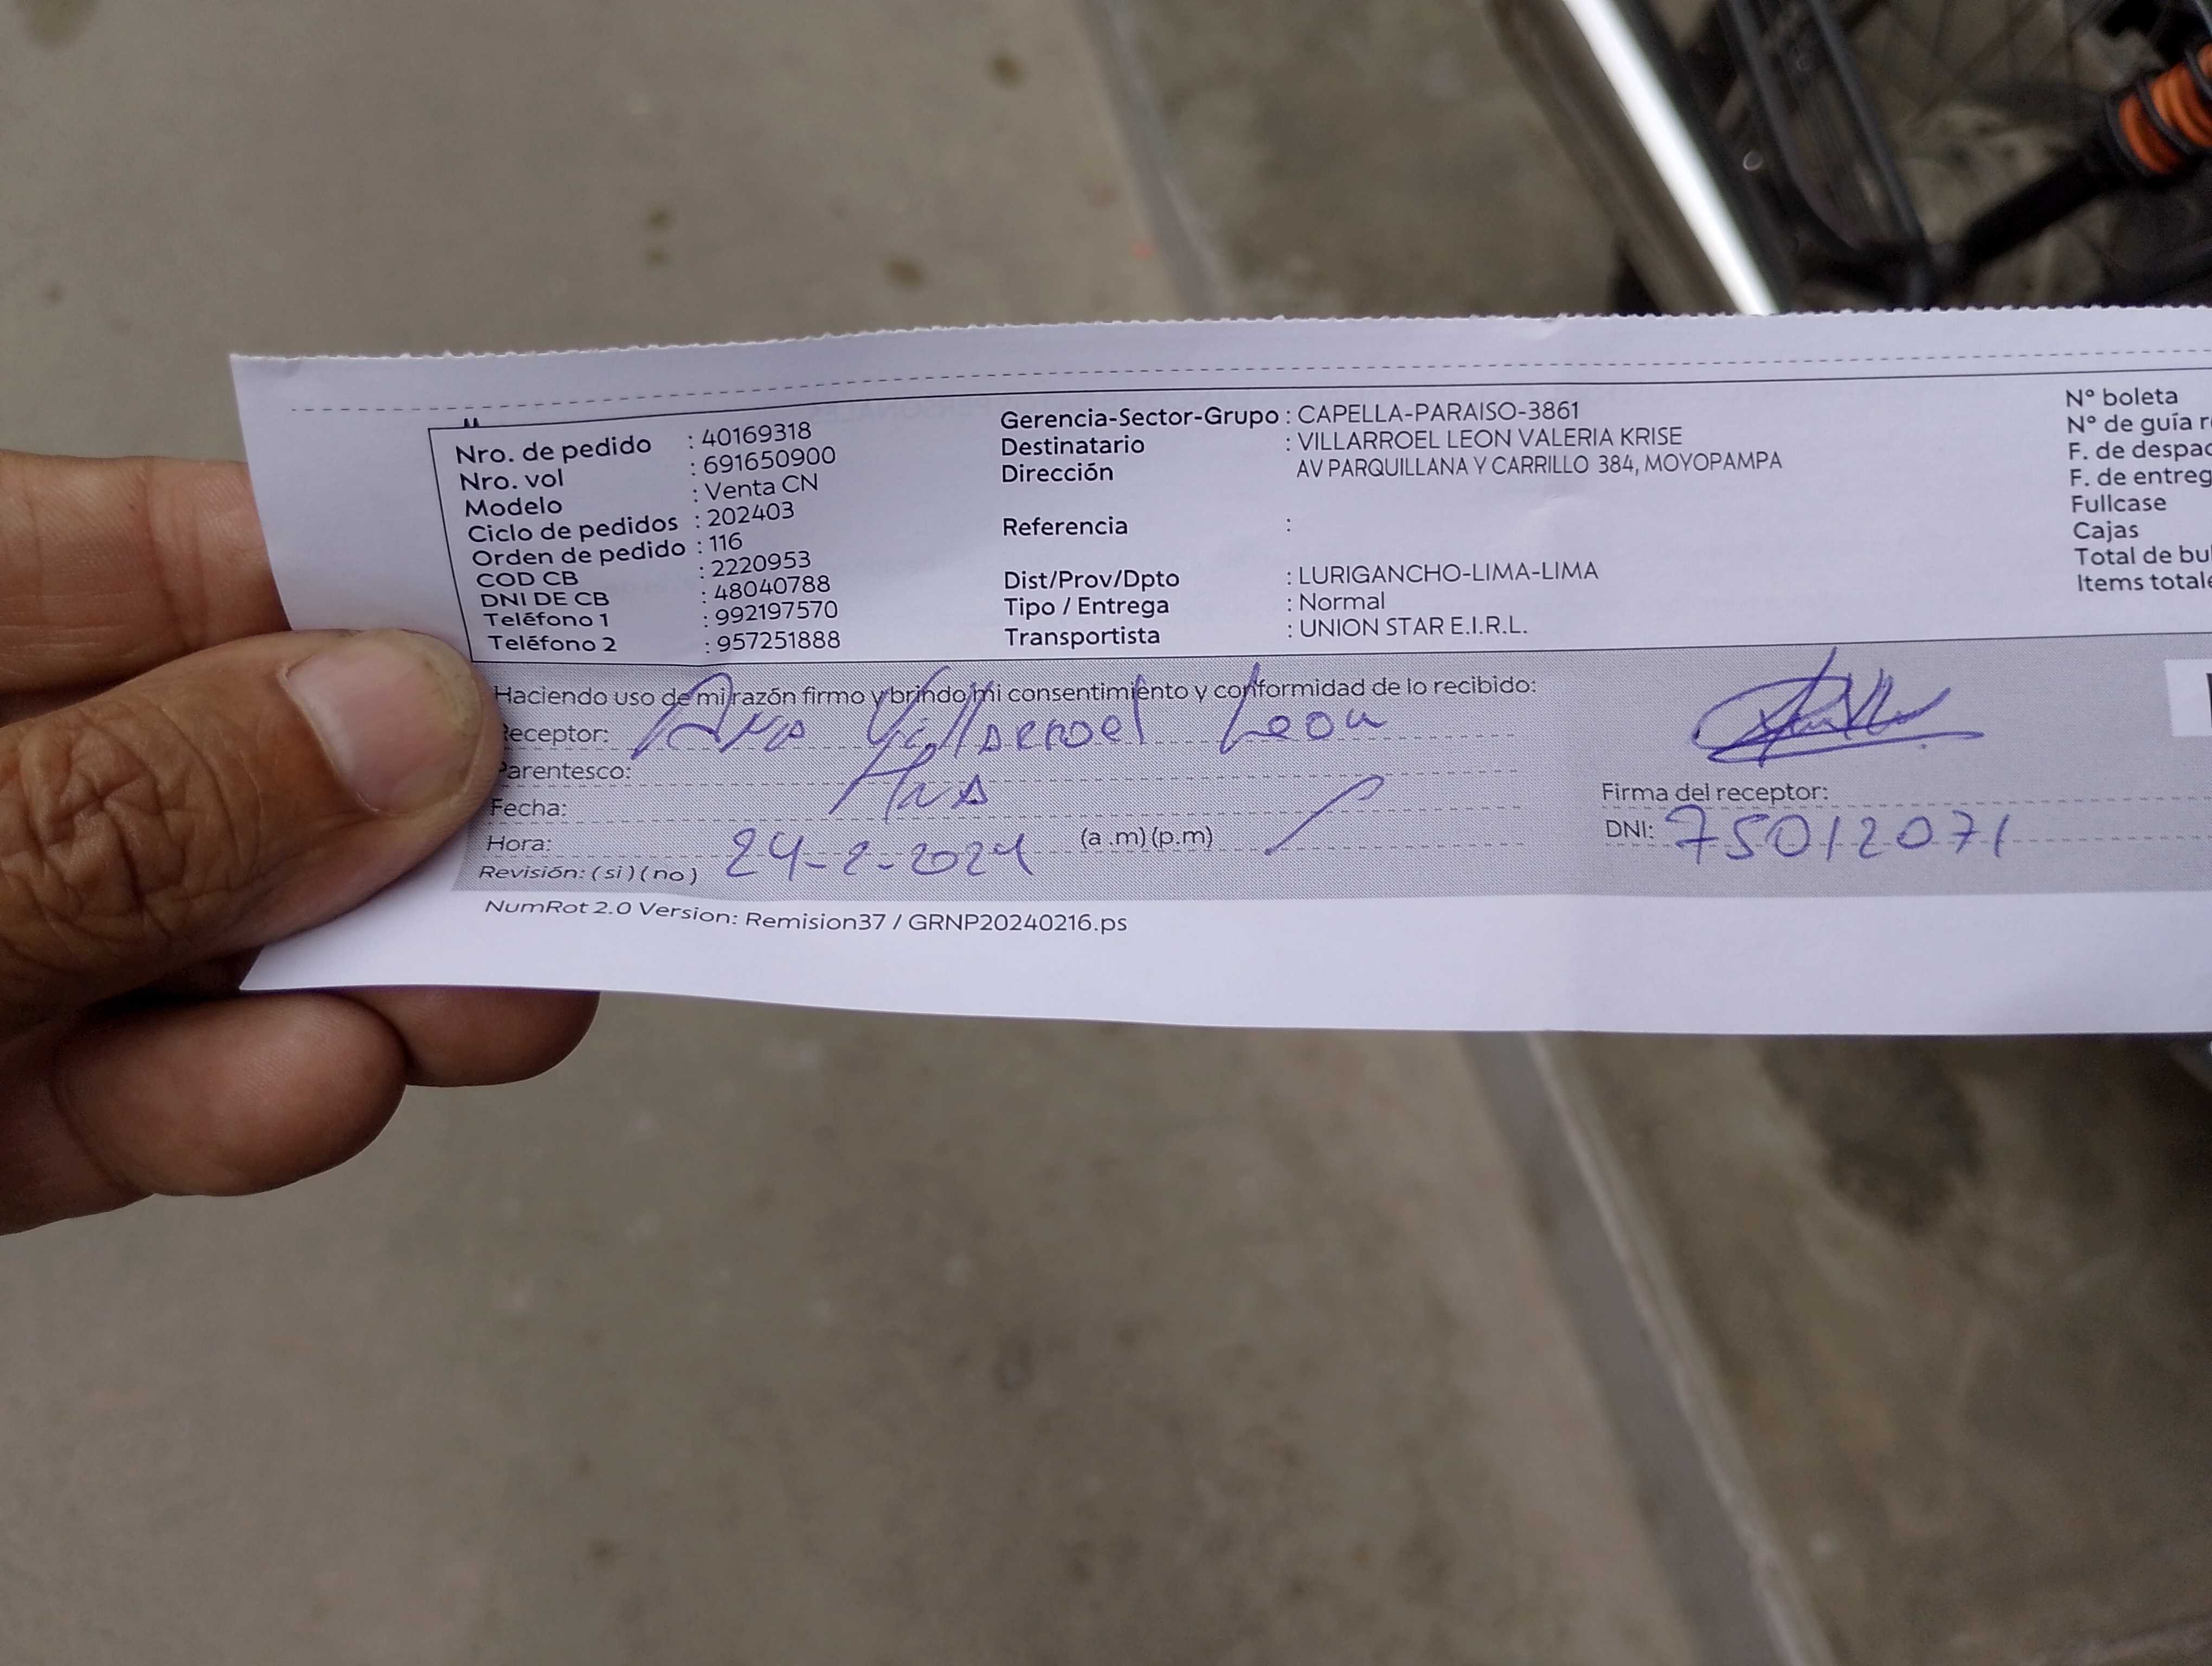 Nro. de pedido : 40169318
Nro. vol : 691650900
Modelo : Venta CN
Ciclo de pedidos : 202403
Orden de pedido : 116
COD CB : 2220953
DNI DE CB : 48040788
Teléfono 1 : 992197570
Teléfono 2 : 957251888
Gerencia-Sector-Grupo : CAPELLA-PARAISO-3861
Destinatario : VILLARROEL LEON VALERIA KRISE
Dirección AV PARQUILLANA Y CARRILLO 384, MOYOPAMPA
Referencia :
Dist/Prov/Dpto : LURIGANCHO-LIMA-LIMA
Tipo / Entrega : Normal
Transportista : UNION STAR E.I.R.L.
N° boleta
N° de guía r
F. de despac
F. de entreg
Fullcase
Cajas
Total de bul
Items totale
Haciendo uso de mi razón firmo y brindo mi consentimiento y conformidad de lo recibido:
Receptor: Leon
Parentesco:
Fecha:
Hora: 24-2-2024 (a .m) (p.m)
Revisión: ( si ) ( no )
Firma del receptor:
DNI: 75012071
NumRot 2.0 Version: Remision37 / GRNP20240216.ps